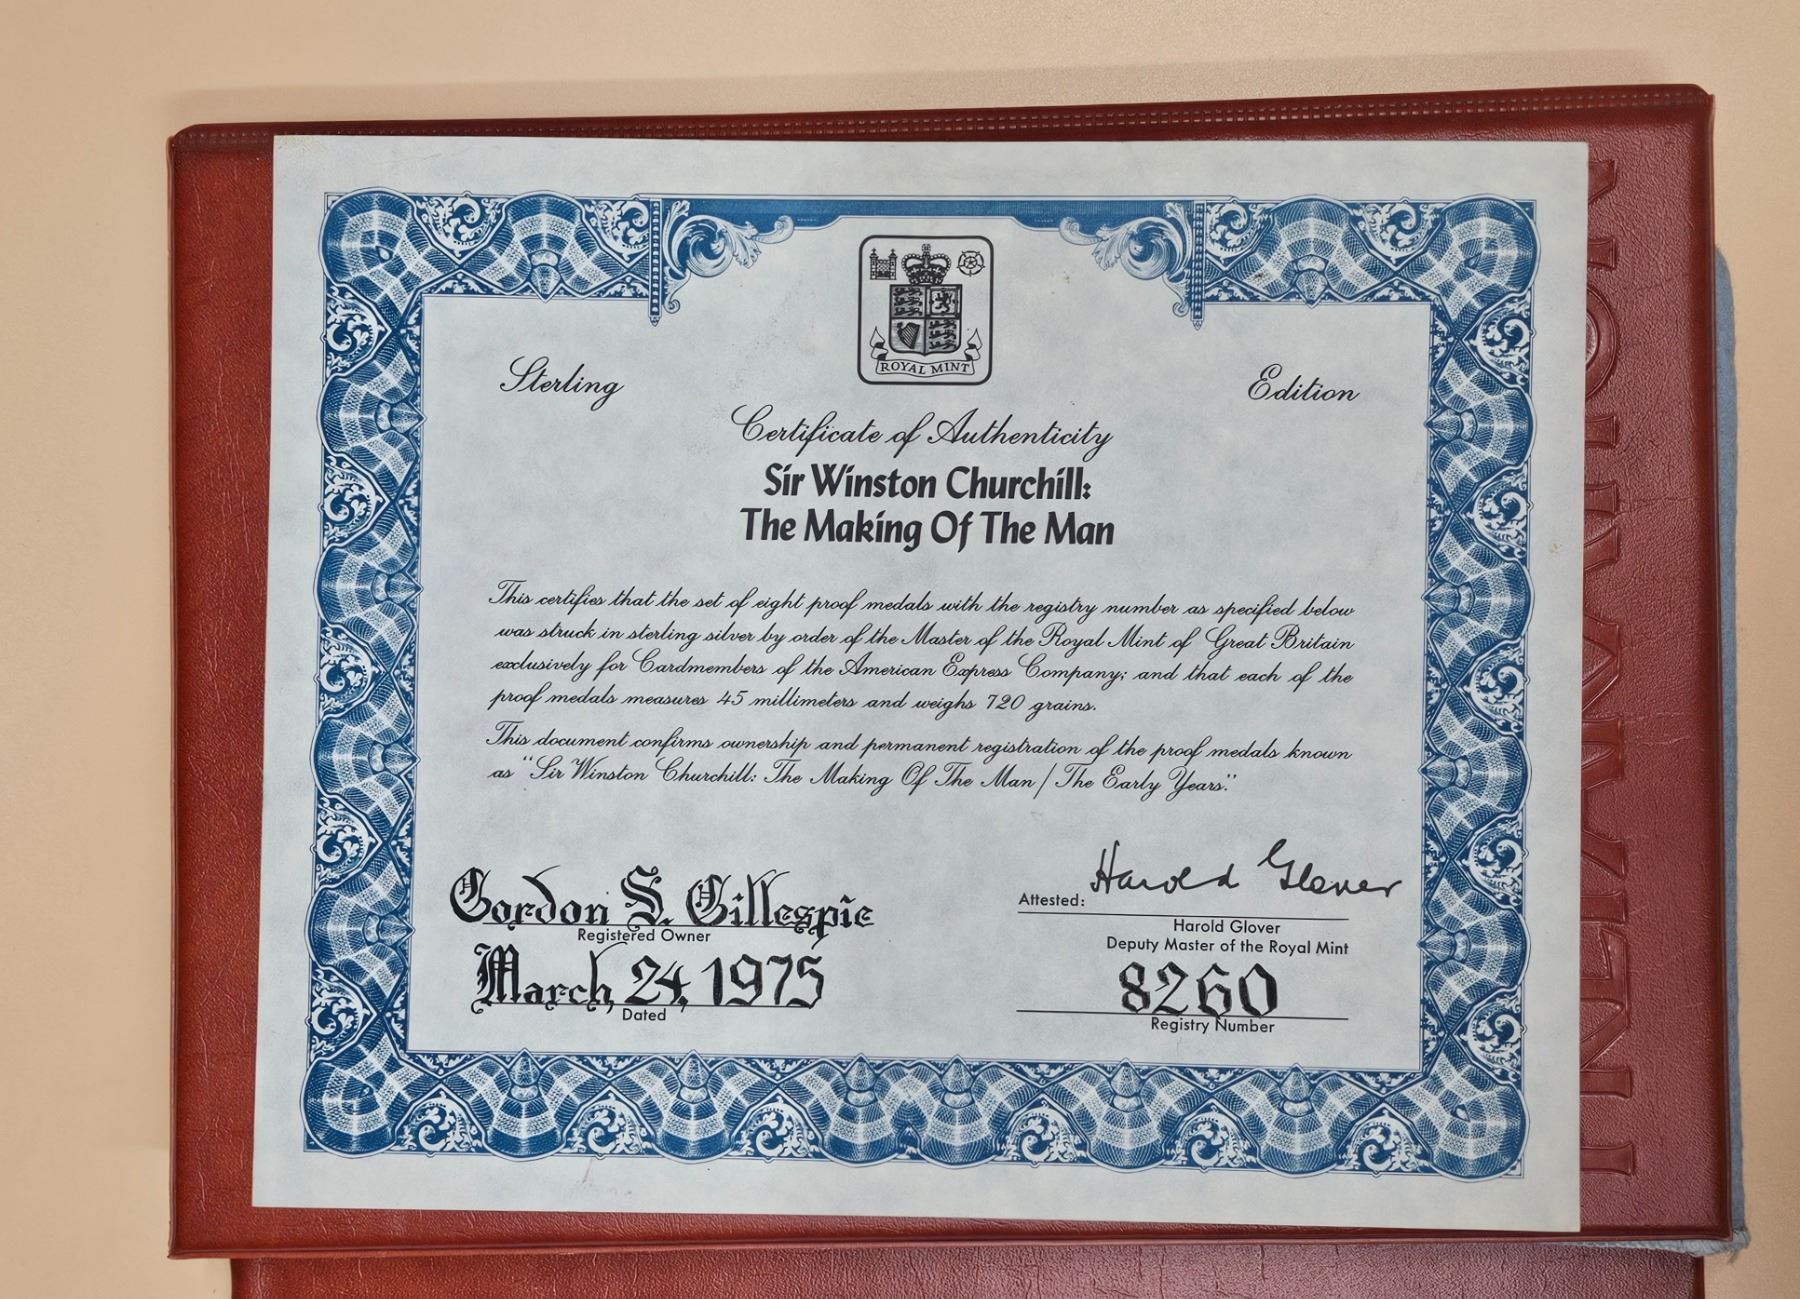 ROYAL MINT
Sterling Edition
Certificate of Authenticity
Sir Winston Churchill:
The Making Of The Man
This certifies that the set of eight proof medals with the registry number as specified below
was struck in sterling silver by order of the Master of the Royal Mint of Great Britain
exclusively for Cardmembers of the American Express Company; and that each of the
proof medals measures 45 millimeters and weighs 720 grains.
This document confirms ownership and permanent registration of the proof medals known
as "Sir Winston Churchill: The Making Of The Man / The Early Years."
Gordon S. Gillespie
Registered Owner
March 24, 1975
Dated
Attested: Harold Glover
Harold Glover
Deputy Master of the Royal Mint
8260
Registry Number